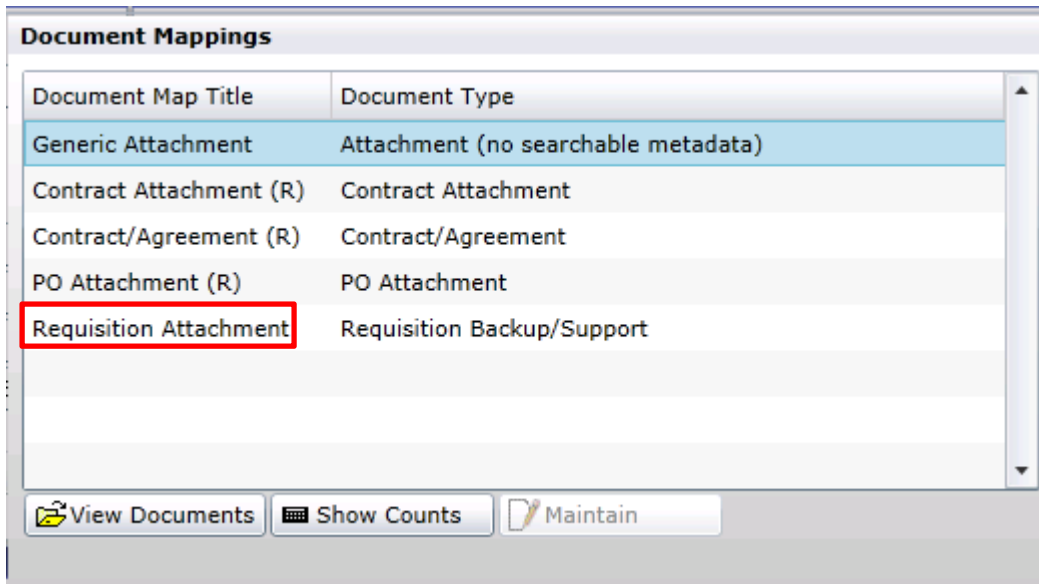 Document Mappings
Document Map Title Document Type
Generic Attachment Attachment (no searchable metadata)
Contract Attachment (R) Contract Attachment
Contract/Agreement (R) Contract/Agreement
PO Attachment (R) PO Attachment
Requisition Attachment Requisition Backup/Support
View Documents Show Counts Maintain